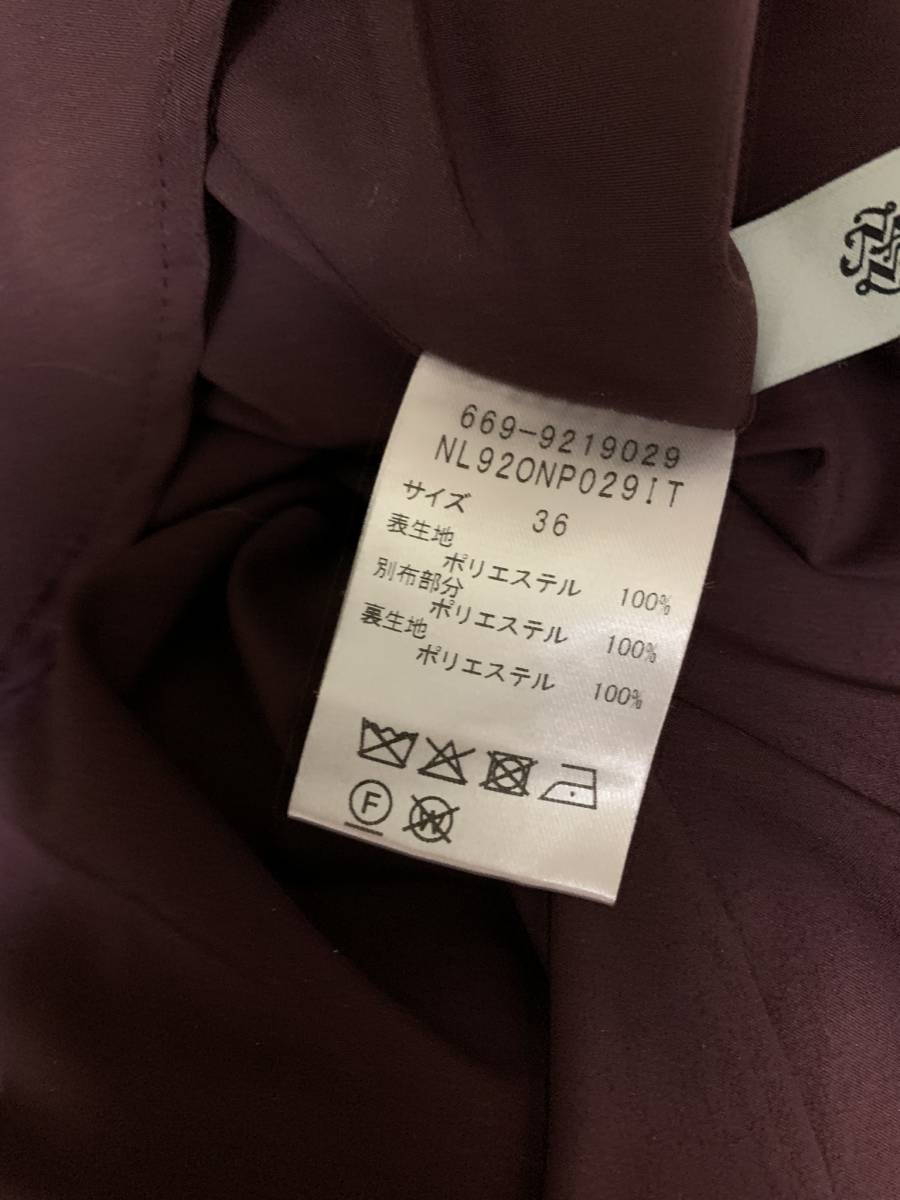 669-9219029
NL920NP029IT
サイズ 36
表生地
ポリエステル 100%
別布部分
ポリエステル 100%
裏生地
ポリエステル 100%
F
W